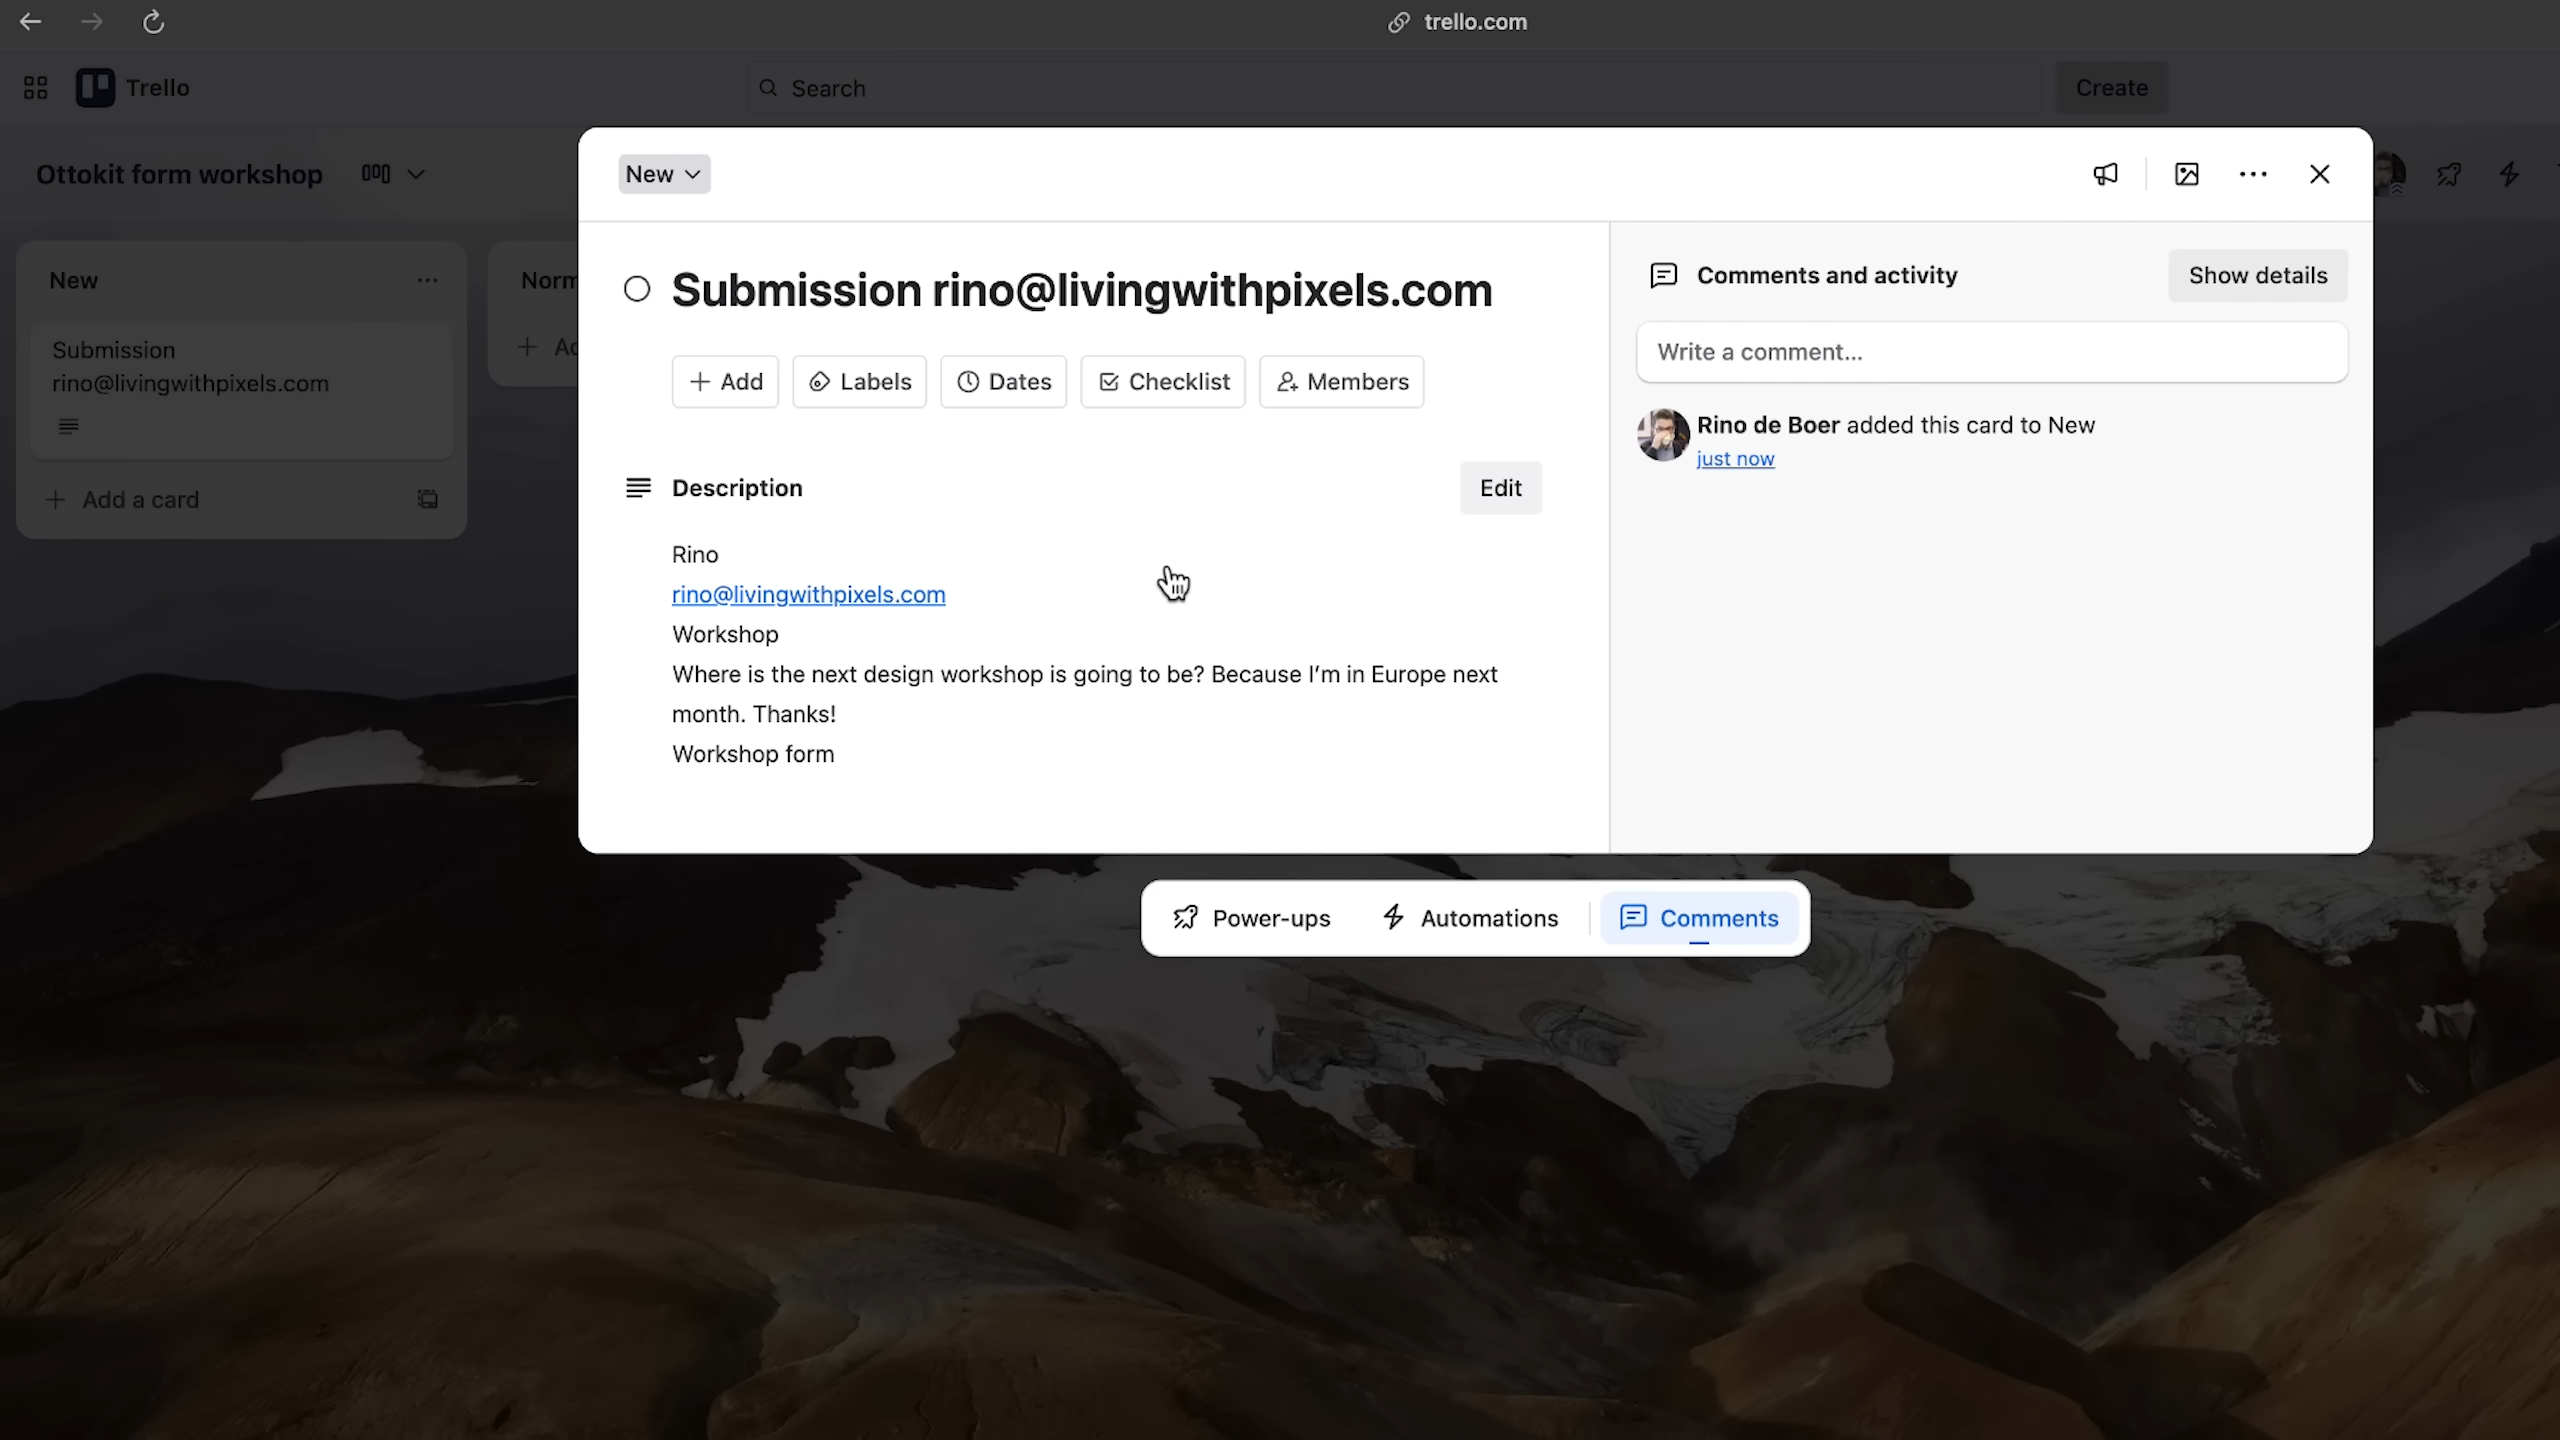 trello.com
Trello
Search
Create
Ottokit form workshop
New
Submission
rino@livingwithpixels.com
Add a card
Norm
Ad
New
Submission rino@livingwithpixels.com
Add
Labels
Dates
Checklist
Members
Description
Edit
Rino
rino@livingwithpixels.com
Workshop
Where is the next design workshop is going to be? Because I’m in Europe next
month. Thanks!
Workshop form
Comments and activity
Show details
Write a comment...
Rino de Boer added this card to New
just now
Power-ups
Automations
Comments